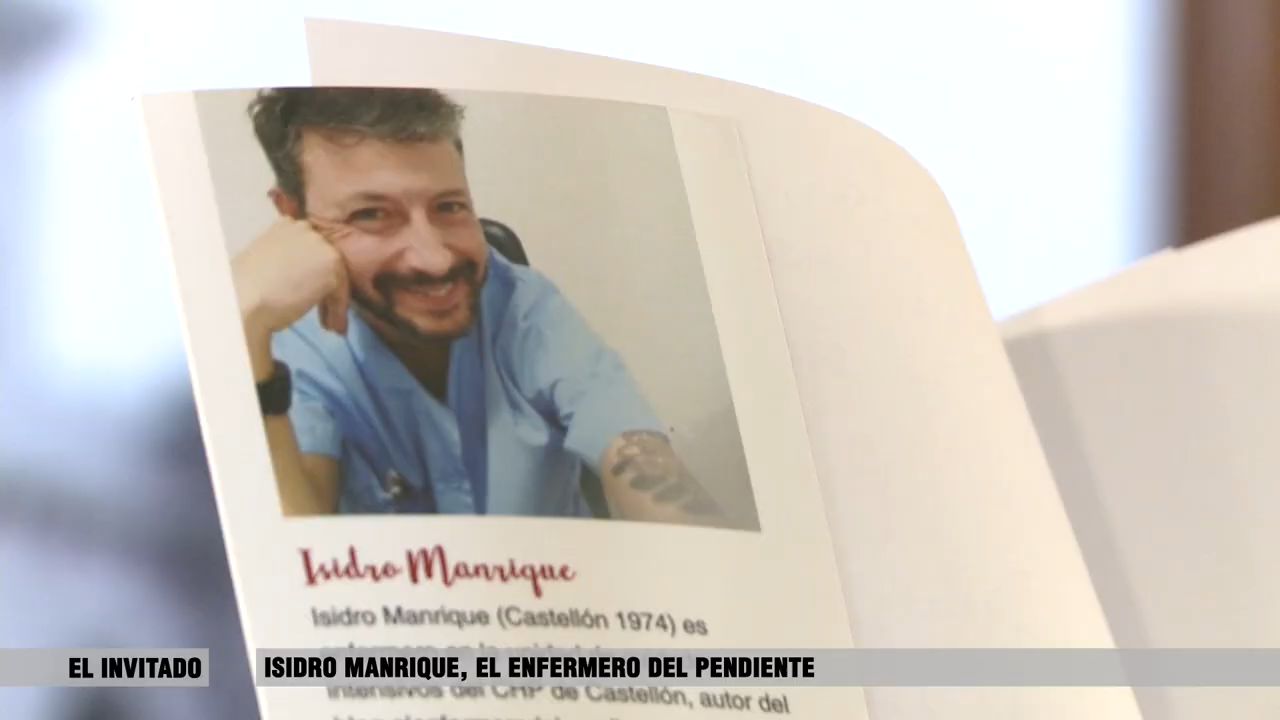 Isidro Manrique
Isidro Manrique (Castellón 1974) es
EL INVITADO
ISIDRO MANRIQUE, EL ENFERMERO DEL PENDIENTE
intensivos del CHP de Castellón, autor del